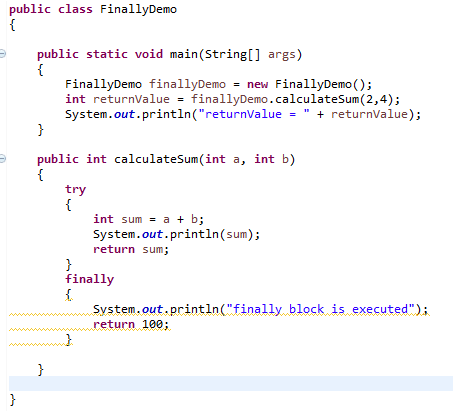 public class FinallyDemo
{
public static void main(String[] args)
{
FinallyDemo finallyDemo = new FinallyDemo();
int returnValue = finallyDemo.calculateSum(2,4);
System.out.println("returnValue = " + returnValue);
}
public int calculateSum(int a, int b)
{
try
{
int sum = a + b;
System.out.println(sum);
return sum;
}
finally
{
System.out.println("finally block is executed");
return 100;
}
}
}